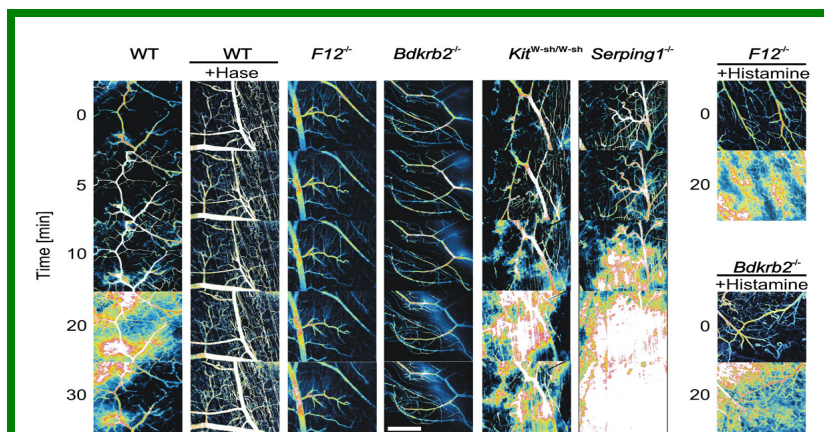 WT WT F12-/- Bdkrb2-/- KitW-sh/W-sh Serping1-/- F12-/-
+Hase +Histamine
0 0
5
20
10
Time [min]
Bdkrb2-/-
+Histamine
20 0
30 20